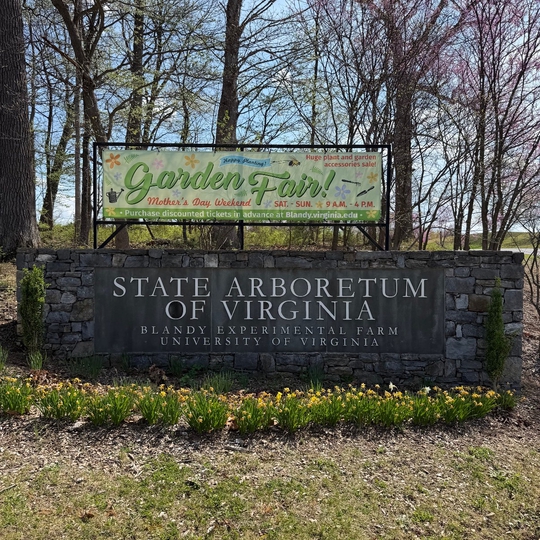 Happy Planting!
Huge plant and garden
accessories sale!
Garden Fair!
Mother's Day Weekend SAT. - SUN. 9 A.M. - 4 P.M.
• Purchase discounted tickets in advance at Blandy.virginia.edu •
STATE ARBORETUM
OF VIRGINIA
BLANDY EXPERIMENTAL FARM
UNIVERSITY OF VIRGINIA